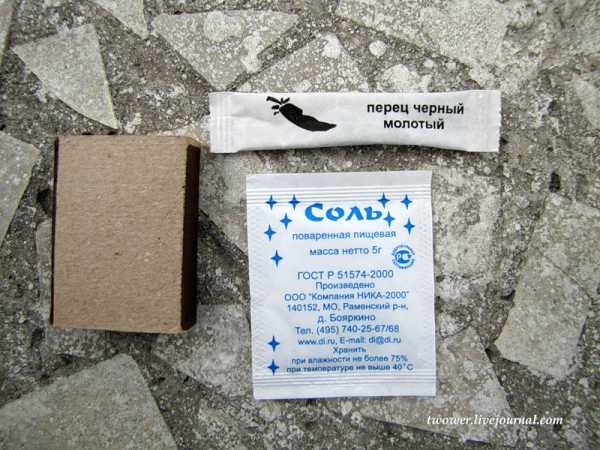 перец черный
молотый
Соль
поваренная пищевая
масса нетто 5г
ГОСТ Р 51574-2000
Произведено
ООО "Компания НИКА-2000"
140152, МО, Раменский р-н,
д. Бояркино
Тел. (495) 740-25-67/68
www.di.ru, E-mail: di@di.ru
Хранить
при влажности не более 75%
при температуре не выше 40°С
twower.livejournal.com